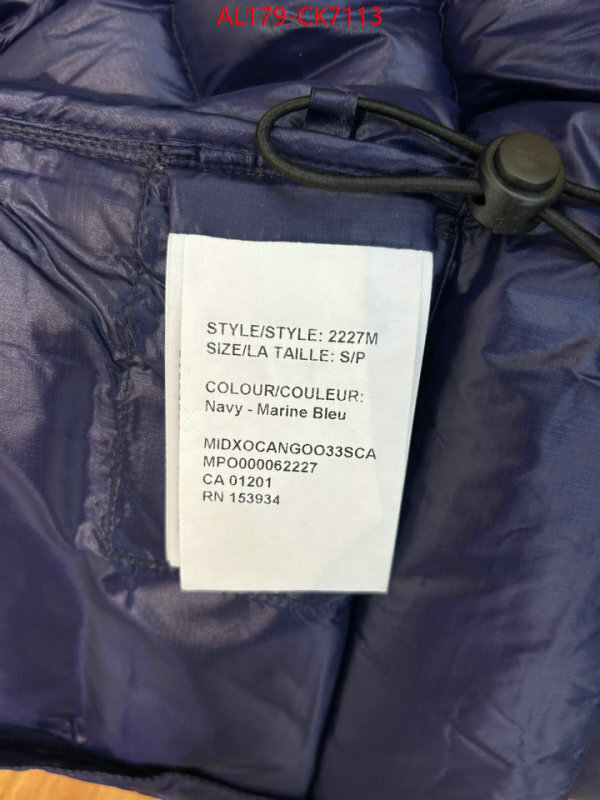 AL179-CK7113
STYLE/STYLE: 2227M
SIZE/LA TAILLE: S/P
COLOUR/COULEUR:
Navy - Marine Bleu
MIDXOCANGOO33SCA
MPO000062227
CA 01201
RN 153934